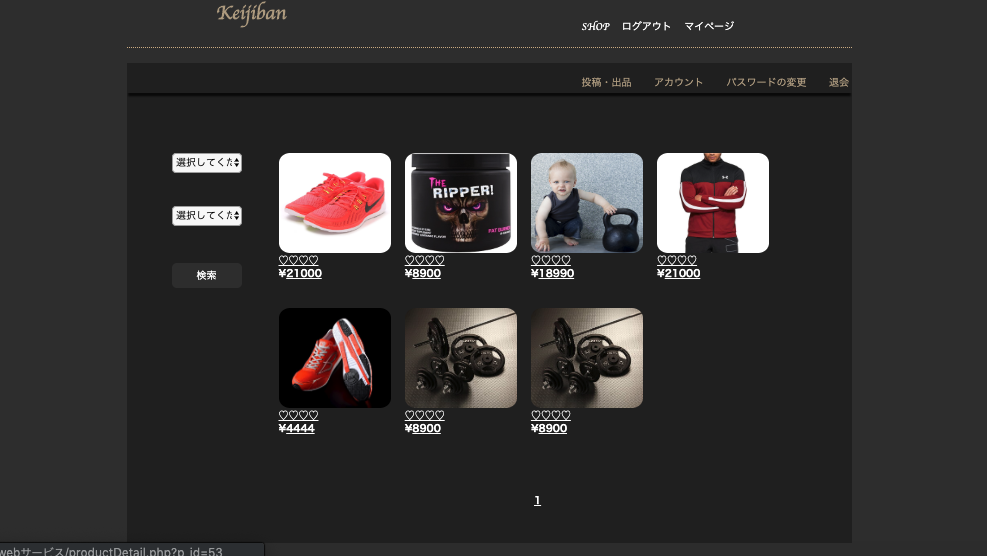 Keijiban
SHOP ログアウト マイページ
投稿・出品 アカウント パスワードの変更 退会
選択してくだ
選択してくだ
検索
THE
RIPPER!
♡♡♡♡ ♡♡♡♡ ♡♡♡♡ ♡♡♡♡
¥21000 ¥8900 ¥18990 ¥21000
♡♡♡♡ ♡♡♡♡ ♡♡♡♡
¥4444 ¥8900 ¥8900
1
webサービス/productDetail.php?p_id=53